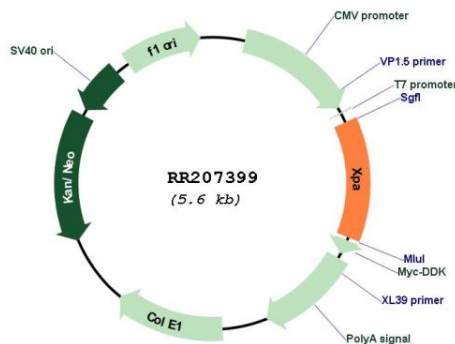 CMV promoter
VP1.5 primer
T7 promoter
SgfI
Xpa
MluI
Myc-DDK
XL39 primer
PolyA signal
Col E1
Kan/ Neo
SV40 ori
f1 ori
RR207399
(5.6 kb)